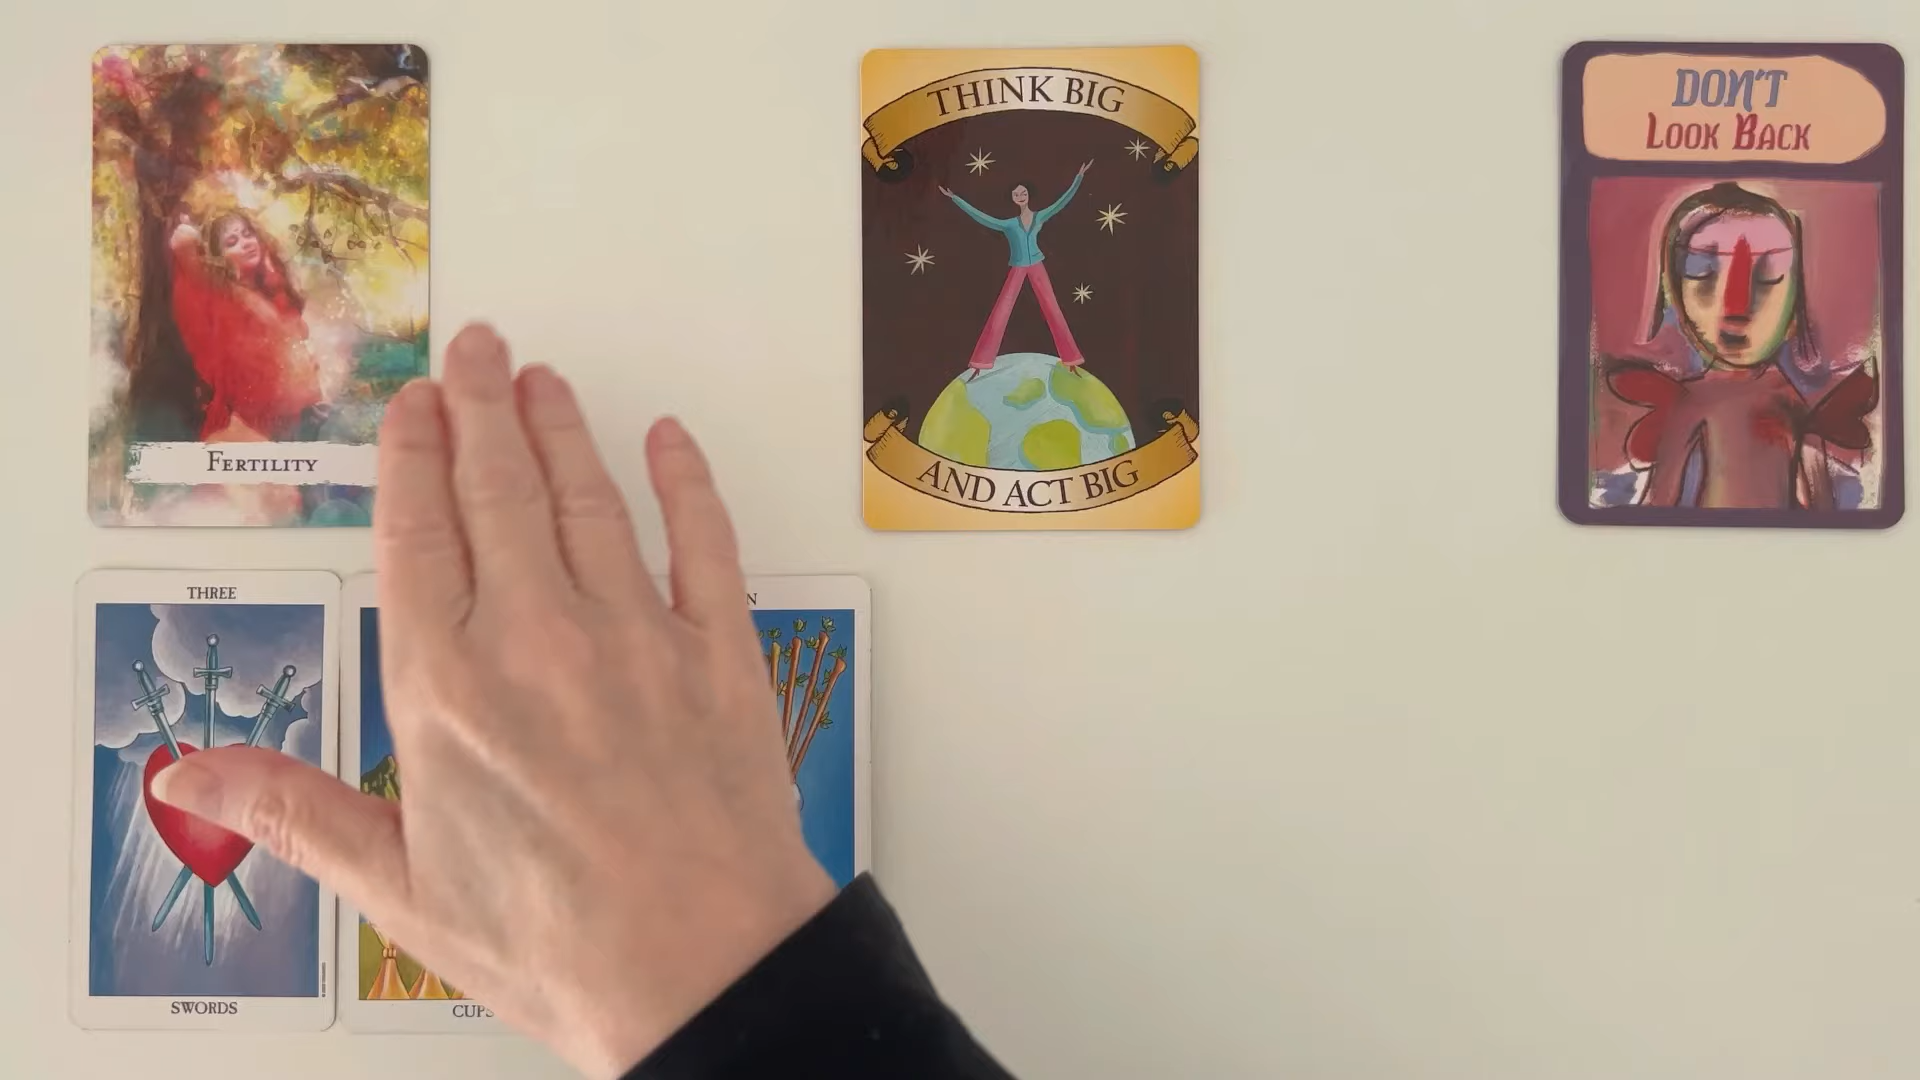 THINK BIG
DON'T
LOOK BACK
FERTILITY
AND ACT BIG
THREE
N
SWORDS
CUPS